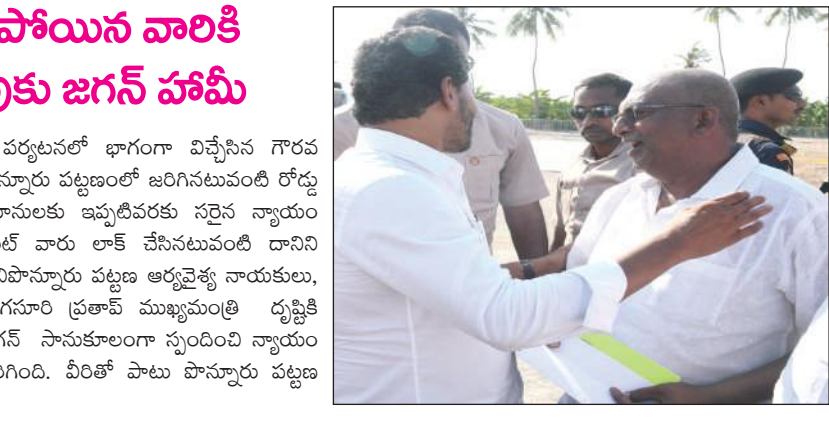 పోయిన వారికి
కు జగన్ హామీ
పర్యటనలో భాగంగా విచ్చేసిన గౌరవ
న్నూరు పట్టణంలో జరిగినటువంటి రోడ్డు
ానులకు ఇప్పటివరకు సరైన న్యాయం
ట్ వారు లాక్ చేసినటువంటి దానిని
నిపొన్నూరు పట్టణ ఆర్యవైశ్య నాయకులు,
గసూరి ప్రతాప్ ముఖ్యమంత్రి దృష్టికి
గన్ సానుకూలంగా స్పందించి న్యాయం
రిగింది. వీరితో పాటు పొన్నూరు పట్టణ